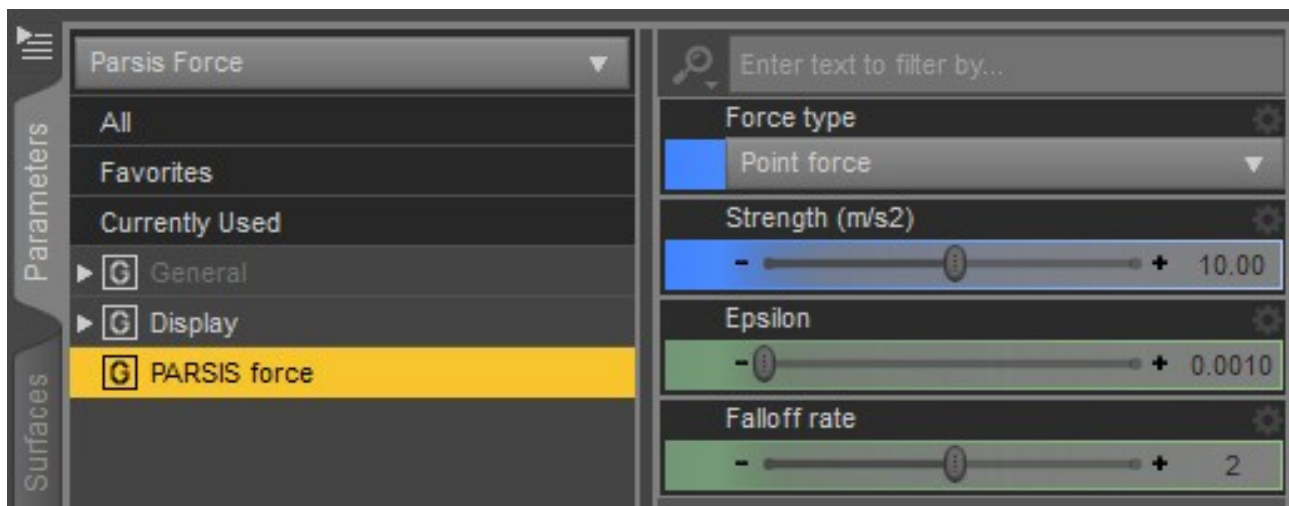 Parameters
Surfaces
Parsis Force
All
Favorites
Currently Used
G General
G Display
G PARSIS force
Enter text to filter by...
Force type
Point force
Strength (m/s2)
- + 10.00
Epsilon
- + 0.0010
Falloff rate
- + 2